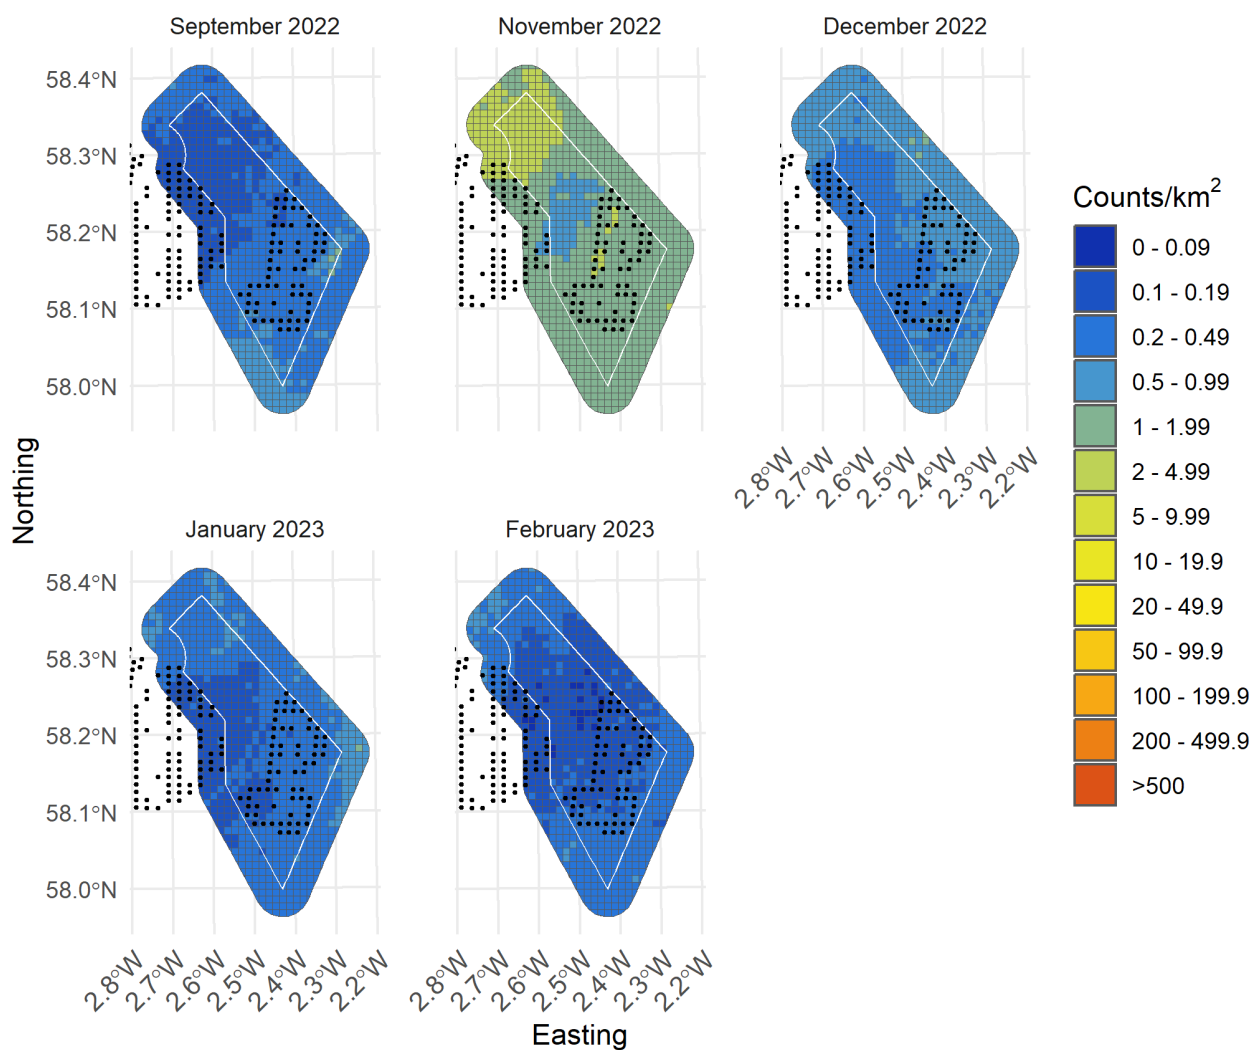 September 2022
November 2022
December 2022
58.4°N
58.3°N
58.2°N
58.1°N
58.0°N
2.8°W
2.7°W
2.6°W
2.5°W
2.4°W
2.3°W
2.2°W
Northing
January 2023
February 2023
58.4°N
58.3°N
58.2°N
58.1°N
58.0°N
2.8°W
2.7°W
2.6°W
2.5°W
2.4°W
2.3°W
2.2°W
2.8°W
2.7°W
2.6°W
2.5°W
2.4°W
2.3°W
2.2°W
Easting
Counts/km²
0 - 0.09
0.1 - 0.19
0.2 - 0.49
0.5 - 0.99
1 - 1.99
2 - 4.99
5 - 9.99
10 - 19.9
20 - 49.9
50 - 99.9
100 - 199.9
200 - 499.9
>500